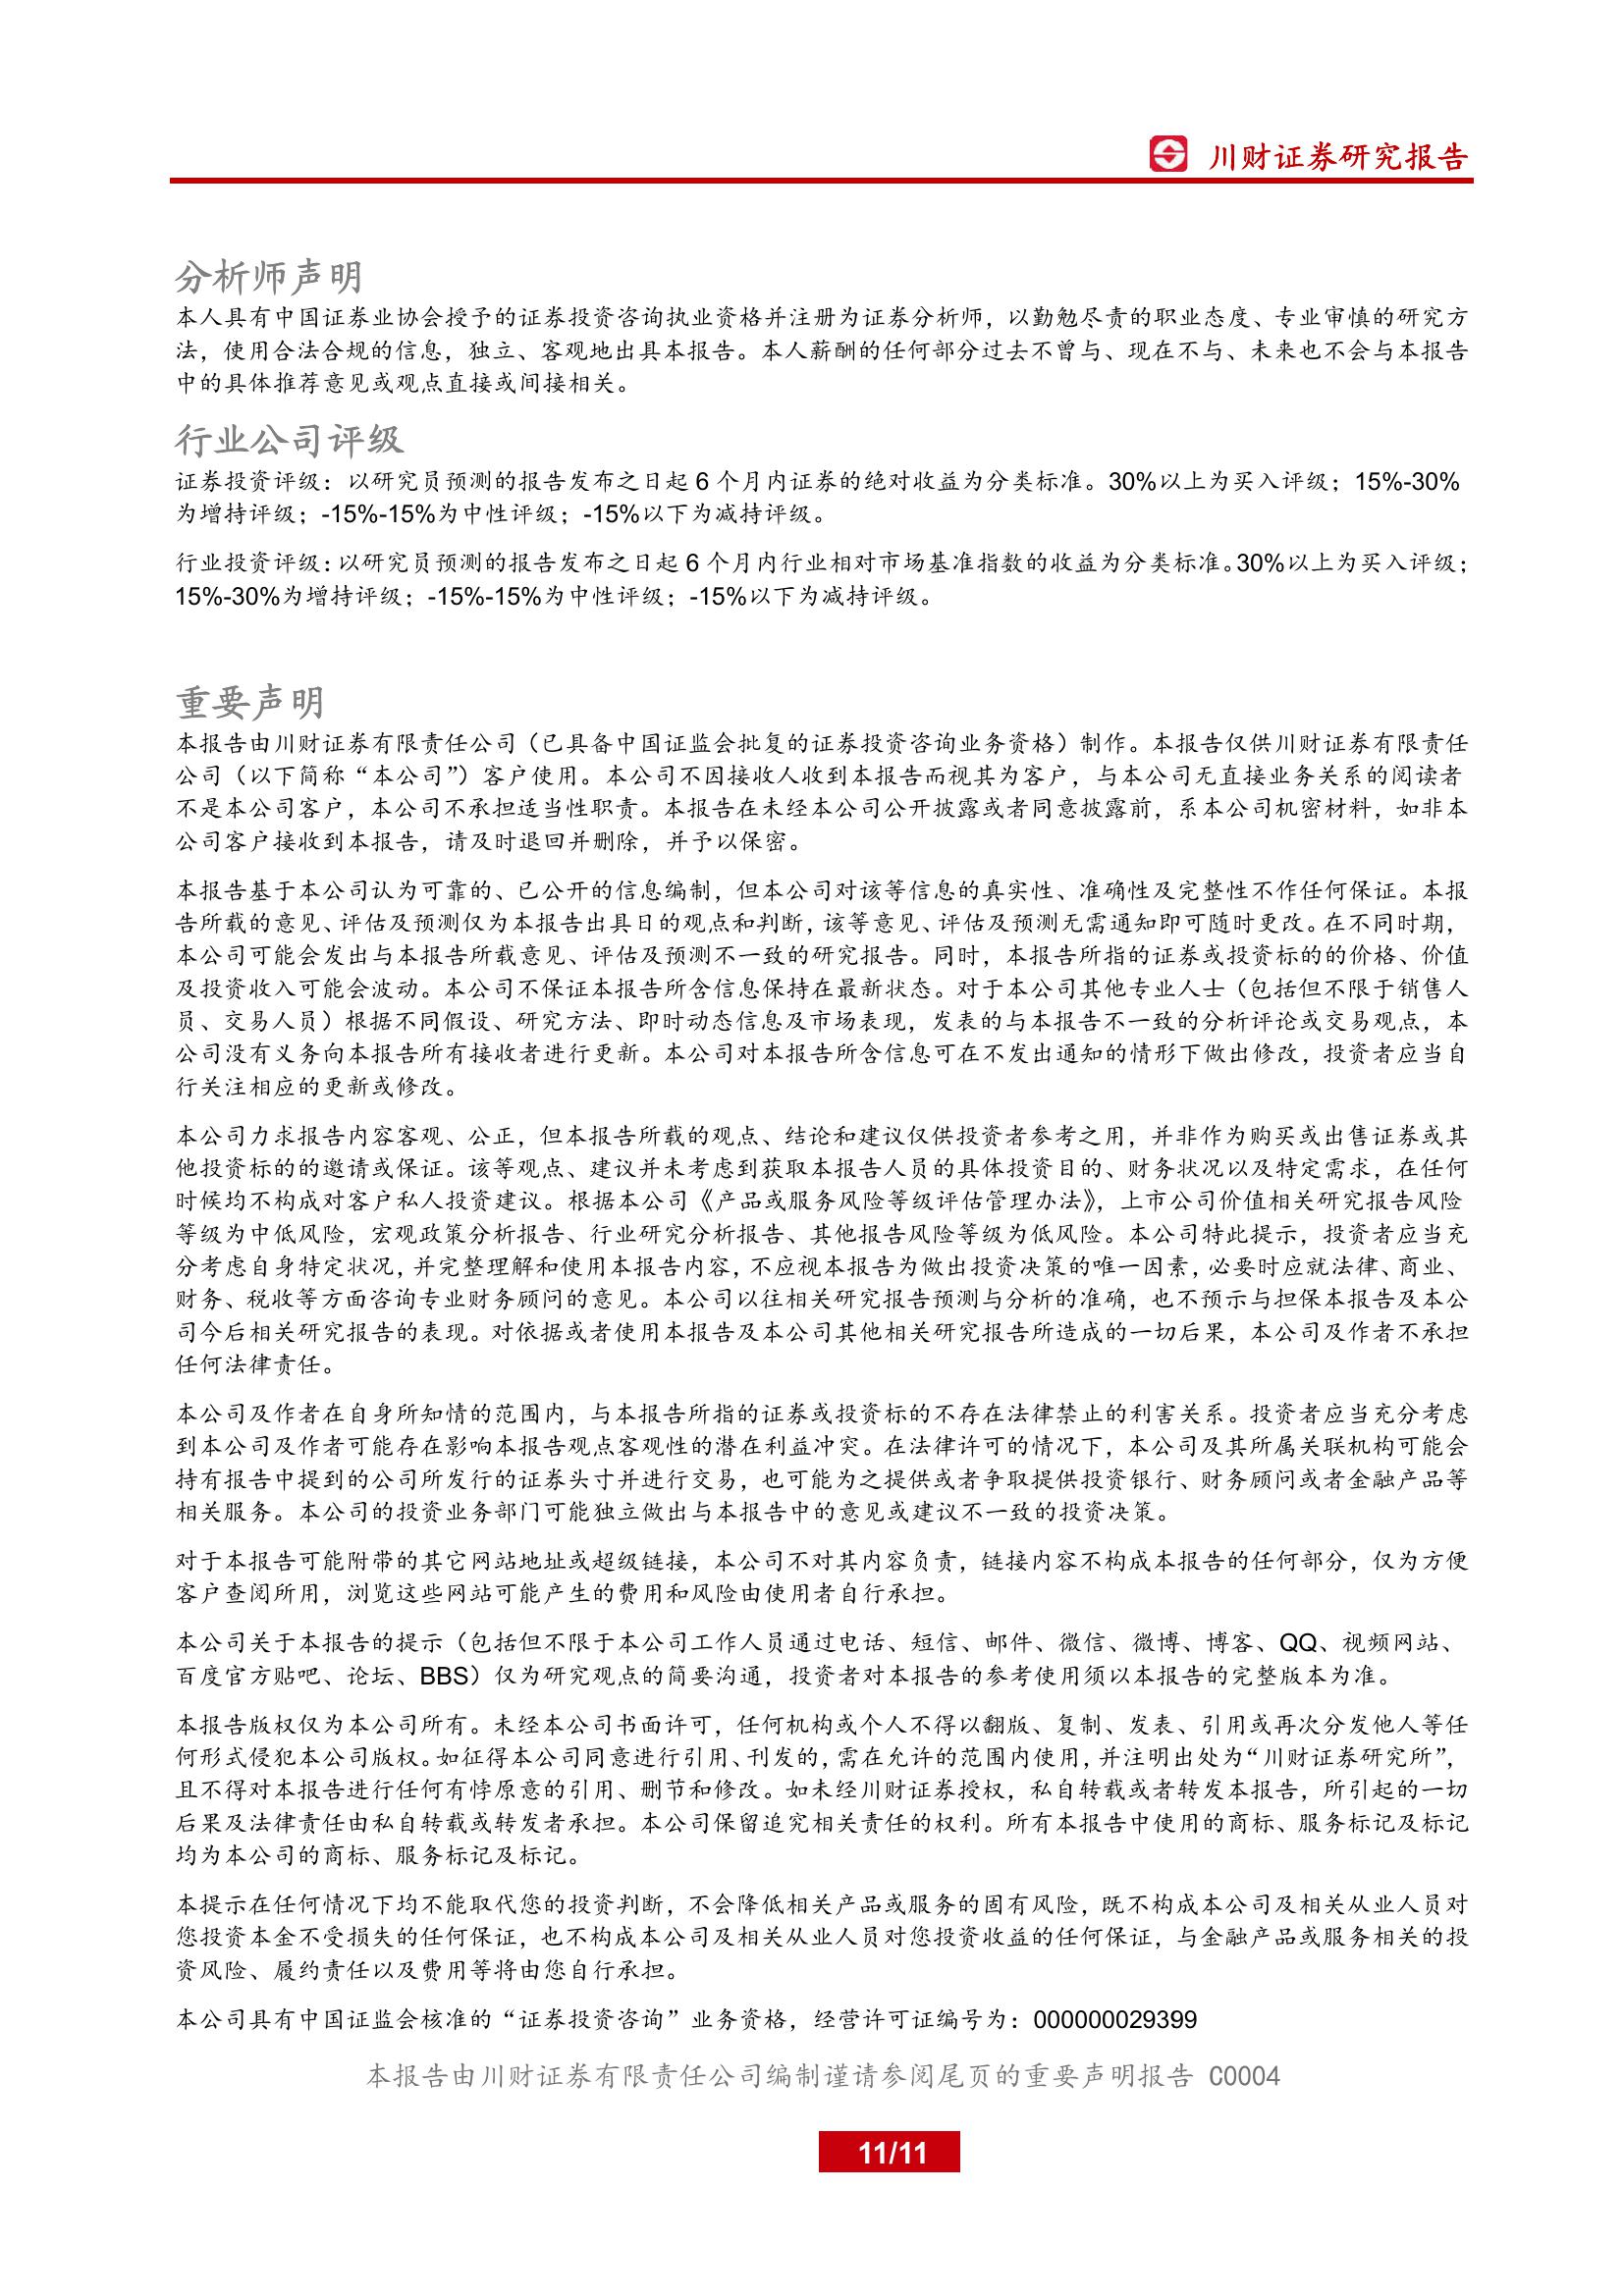 川财证券研究报告
分析师声明
本人具有中国证券业协会授予的证券投资咨询执业资格并注册为证券分析师，以勤勉尽责的职业态度、专业审慎的研究方
法，使用合法合规的信息，独立、客观地出具本报告。本人薪酬的任何部分过去不曾与、现在不与、未来也不会与本报告
中的具体推荐意见或观点直接或间接相关。
行业公司评级
证券投资评级：以研究员预测的报告发布之日起 6 个月内证券的绝对收益为分类标准。30%以上为买入评级；15%-30%
为增持评级；-15%-15%为中性评级；-15%以下为减持评级。
行业投资评级：以研究员预测的报告发布之日起 6 个月内行业相对市场基准指数的收益为分类标准。30%以上为买入评级；
15%-30%为增持评级；-15%-15%为中性评级；-15%以下为减持评级。
重要声明
本报告由川财证券有限责任公司（已具备中国证监会批复的证券投资咨询业务资格）制作。本报告仅供川财证券有限责任
公司（以下简称“本公司”）客户使用。本公司不因接收人收到本报告而视其为客户，与本公司无直接业务关系的阅读者
不是本公司客户，本公司不承担适当性职责。本报告在未经本公司公开披露或者同意披露前，系本公司机密材料，如非本
公司客户接收到本报告，请及时退回并删除，并予以保密。
本报告基于本公司认为可靠的、已公开的信息编制，但本公司对该等信息的真实性、准确性及完整性不作任何保证。本报
告所载的意见、评估及预测仅为本报告出具日的观点和判断，该等意见、评估及预测无需通知即可随时更改。在不同时期，
本公司可能会发出与本报告所载意见、评估及预测不一致的研究报告。同时，本报告所指的证券或投资标的的价格、价值
及投资收入可能会波动。本公司不保证本报告所含信息保持在最新状态。对于本公司其他专业人士（包括但不限于销售人
员、交易人员）根据不同假设、研究方法、即时动态信息及市场表现，发表的与本报告不一致的分析评论或交易观点，本
公司没有义务向本报告所有接收者进行更新。本公司对本报告所含信息可在不发出通知的情形下做出修改，投资者应当自
行关注相应的更新或修改。
本公司力求报告内容客观、公正，但本报告所载的观点、结论和建议仅供投资者参考之用，并非作为购买或出售证券或其
他投资标的的邀请或保证。该等观点、建议并未考虑到获取本报告人员的具体投资目的、财务状况以及特定需求，在任何
时候均不构成对客户私人投资建议。根据本公司《产品或服务风险等级评估管理办法》，上市公司价值相关研究报告风险
等级为中低风险，宏观政策分析报告、行业研究分析报告、其他报告风险等级为低风险。本公司特此提示，投资者应当充
分考虑自身特定状况，并完整理解和使用本报告内容，不应视本报告为做出投资决策的唯一因素，必要时应就法律、商业、
财务、税收等方面咨询专业财务顾问的意见。本公司以往相关研究报告预测与分析的准确，也不预示与担保本报告及本公
司今后相关研究报告的表现。对依据或者使用本报告及本公司其他相关研究报告所造成的一切后果，本公司及作者不承担
任何法律责任。
本公司及作者在自身所知情的范围内，与本报告所指的证券或投资标的不存在法律禁止的利害关系。投资者应当充分考虑
到本公司及作者可能存在影响本报告观点客观性的潜在利益冲突。在法律许可的情况下，本公司及其所属关联机构可能会
持有报告中提到的公司所发行的证券头寸并进行交易，也可能为之提供或者争取提供投资银行、财务顾问或者金融产品等
相关服务。本公司的投资业务部门可能独立做出与本报告中的意见或建议不一致的投资决策。
对于本报告可能附带的其它网站地址或超级链接，本公司不对其内容负责，链接内容不构成本报告的任何部分，仅为方便
客户查阅所用，浏览这些网站可能产生的费用和风险由使用者自行承担。
本公司关于本报告的提示（包括但不限于本公司工作人员通过电话、短信、邮件、微信、微博、博客、QQ、视频网站、
百度官方贴吧、论坛、BBS）仅为研究观点的简要沟通，投资者对本报告的参考使用须以本报告的完整版本为准。
本报告版权仅为本公司所有。未经本公司书面许可，任何机构或个人不得以翻版、复制、发表、引用或再次分发他人等任
何形式侵犯本公司版权。如征得本公司同意进行引用、刊发的，需在允许的范围内使用，并注明出处为“川财证券研究所”，
且不得对本报告进行任何有悖原意的引用、删节和修改。如未经川财证券授权，私自转载或者转发本报告，所引起的一切
后果及法律责任由私自转载或转发者承担。本公司保留追究相关责任的权利。所有本报告中使用的商标、服务标记及标记
均为本公司的商标、服务标记及标记。
本提示在任何情况下均不能取代您的投资判断，不会降低相关产品或服务的固有风险，既不构成本公司及相关从业人员对
您投资本金不受损失的任何保证，也不构成本公司及相关从业人员对您投资收益的任何保证，与金融产品或服务相关的投
资风险、履约责任以及费用等将由您自行承担。
本公司具有中国证监会核准的“证券投资咨询”业务资格，经营许可证编号为：000000029399
本报告由川财证券有限责任公司编制谨请参阅尾页的重要声明报告 C0004
11/11